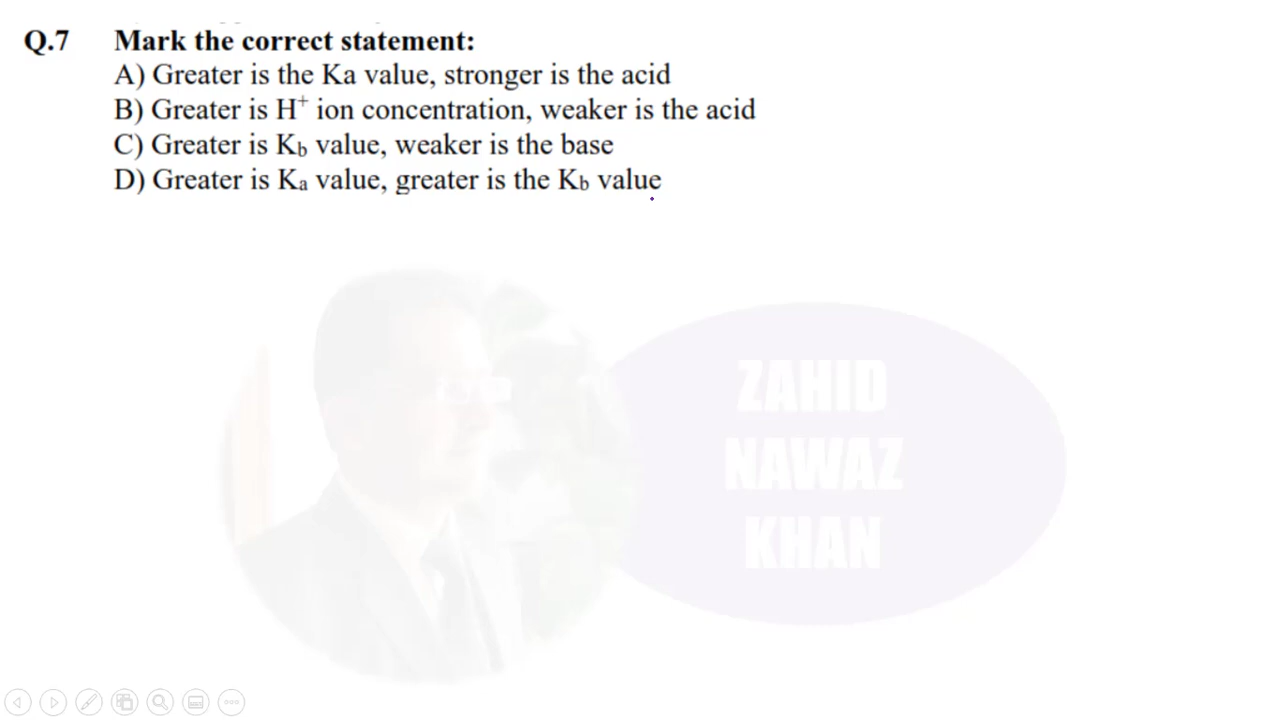 Q.7 Mark the correct statement:
A) Greater is the Ka value, stronger is the acid
B) Greater is H⁺ ion concentration, weaker is the acid
C) Greater is K_b value, weaker is the base
D) Greater is Kₐ value, greater is the K_b value
ZAHID
NAWAZ
KHAN